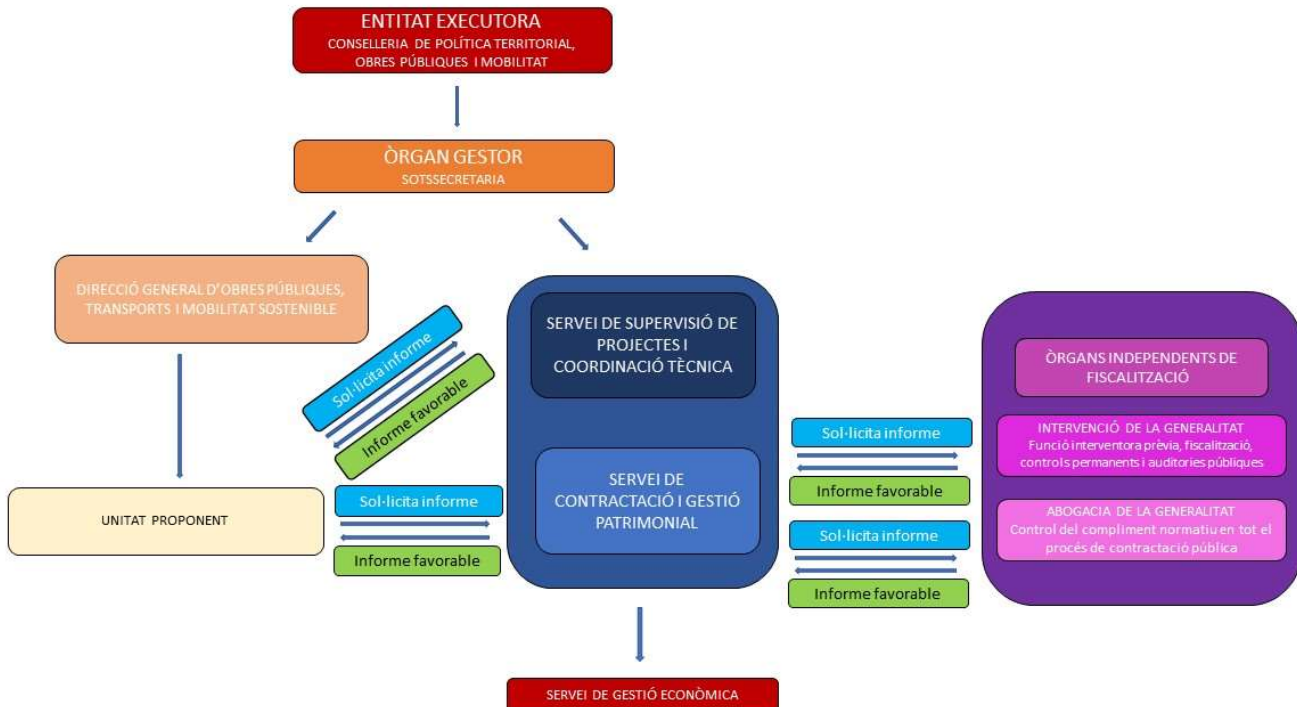 ENTITAT EXECUTORA
CONSELLERIA DE POLÍTICA TERRITORIAL,
OBRES PÚBLIQUES I MOBILITAT
ÒRGAN GESTOR
SOTSSECRETARIA
DIRECCIÓ GENERAL D'OBRES PÚBLIQUES,
TRANSPORTS I MOBILITAT SOSTENIBLE
Sol·licita informe
Informe favorable
UNITAT PROPONENT
Sol·licita informe
Informe favorable
SERVEI DE SUPERVISIÓ DE
PROJECTES I
COORDINACIÓ TÈCNICA
SERVEI DE
CONTRACTACIÓ I GESTIÓ
PATRIMONIAL
Sol·licita informe
Informe favorable
Sol·licita informe
Informe favorable
ÒRGANS INDEPENDENTS DE
FISCALITZACIÓ
INTERVENCIÓ DE LA GENERALITAT
Funció interventora prèvia, fiscalització,
controls permanents i auditories públiques
ABOGACIA DE LA GENERALITAT
Control del compliment normatiu en tot el
procés de contractació pública
SERVEI DE GESTIÓ ECONÒMICA